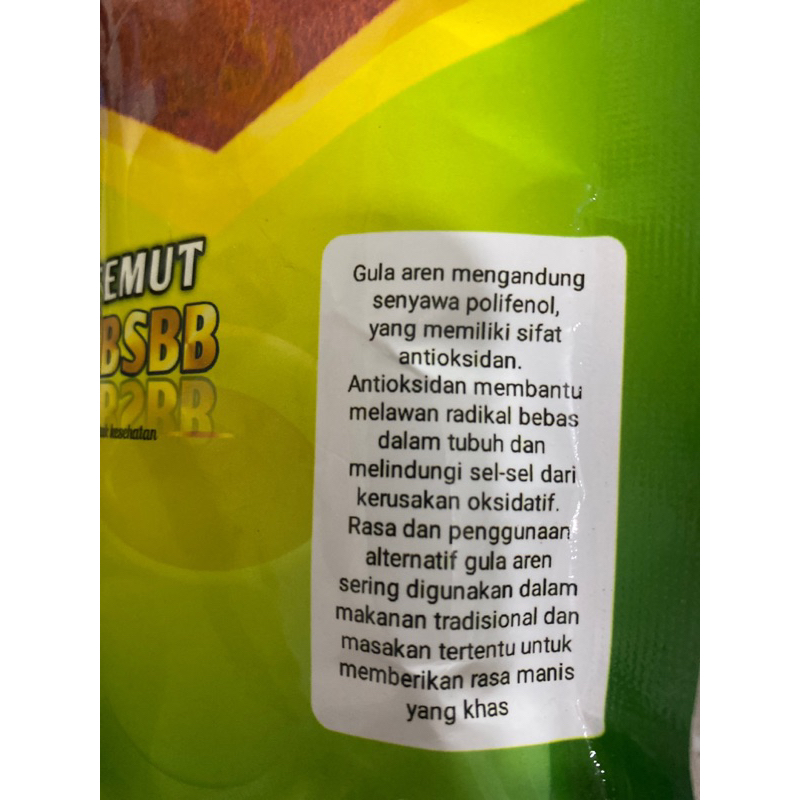 EMUT
BSBB
kesehatan
Gula aren mengandung
senyawa polifenol,
yang memiliki sifat
antioksidan.
Antioksidan membantu
melawan radikal bebas
dalam tubuh dan
melindungi sel-sel dari
kerusakan oksidatif.
Rasa dan penggunaan
alternatif gula aren
sering digunakan dalam
makanan tradisional dan
masakan tertentu untuk
memberikan rasa manis
yang khas